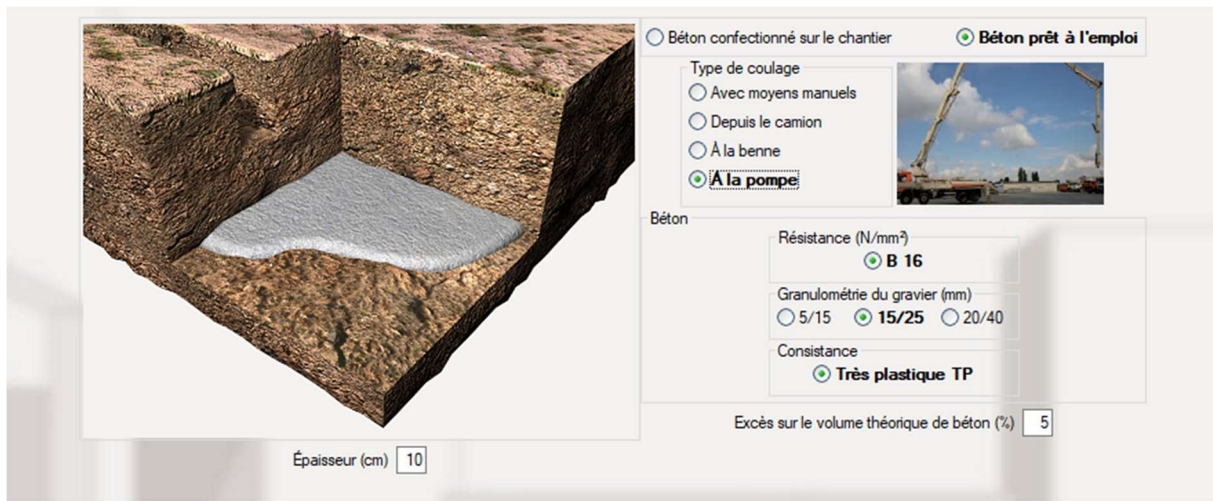 Béton confectionné sur le chantier
Béton prêt à l'emploi
Type de coulage
Avec moyens manuels
Depuis le camion
À la benne
À la pompe
Béton
Résistance (N/mm²)
B 16
Granulométrie du gravier (mm)
5/15 15/25 20/40
Consistance
Très plastique TP
Excès sur le volume théorique de béton (%) 5
Épaisseur (cm) 10